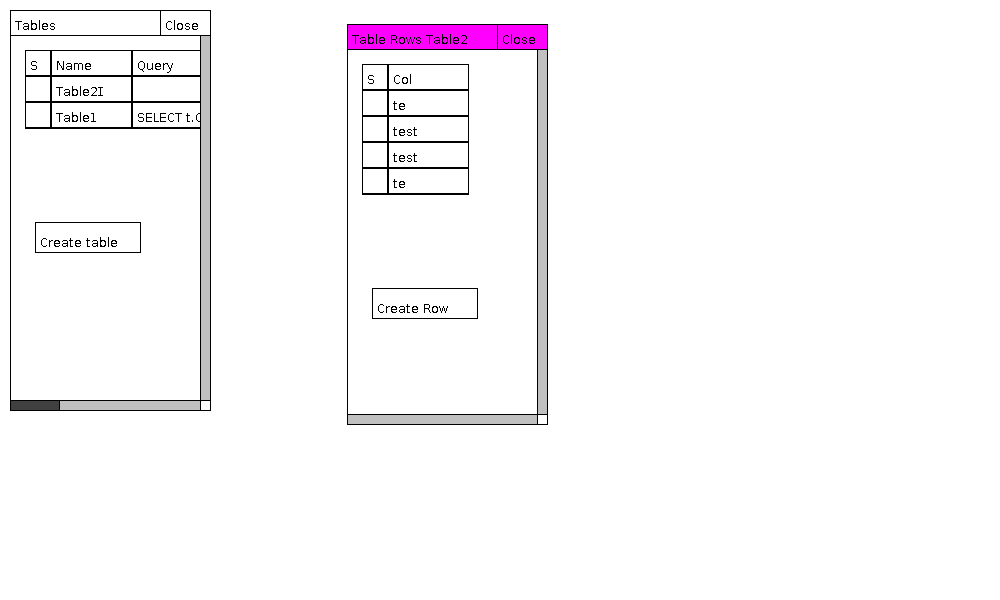 Tables Close
S Name Query
Table2I
Table1 SELECT t.
Create table
Table Rows Table2 Close
S Col
te
test
test
te
Create Row